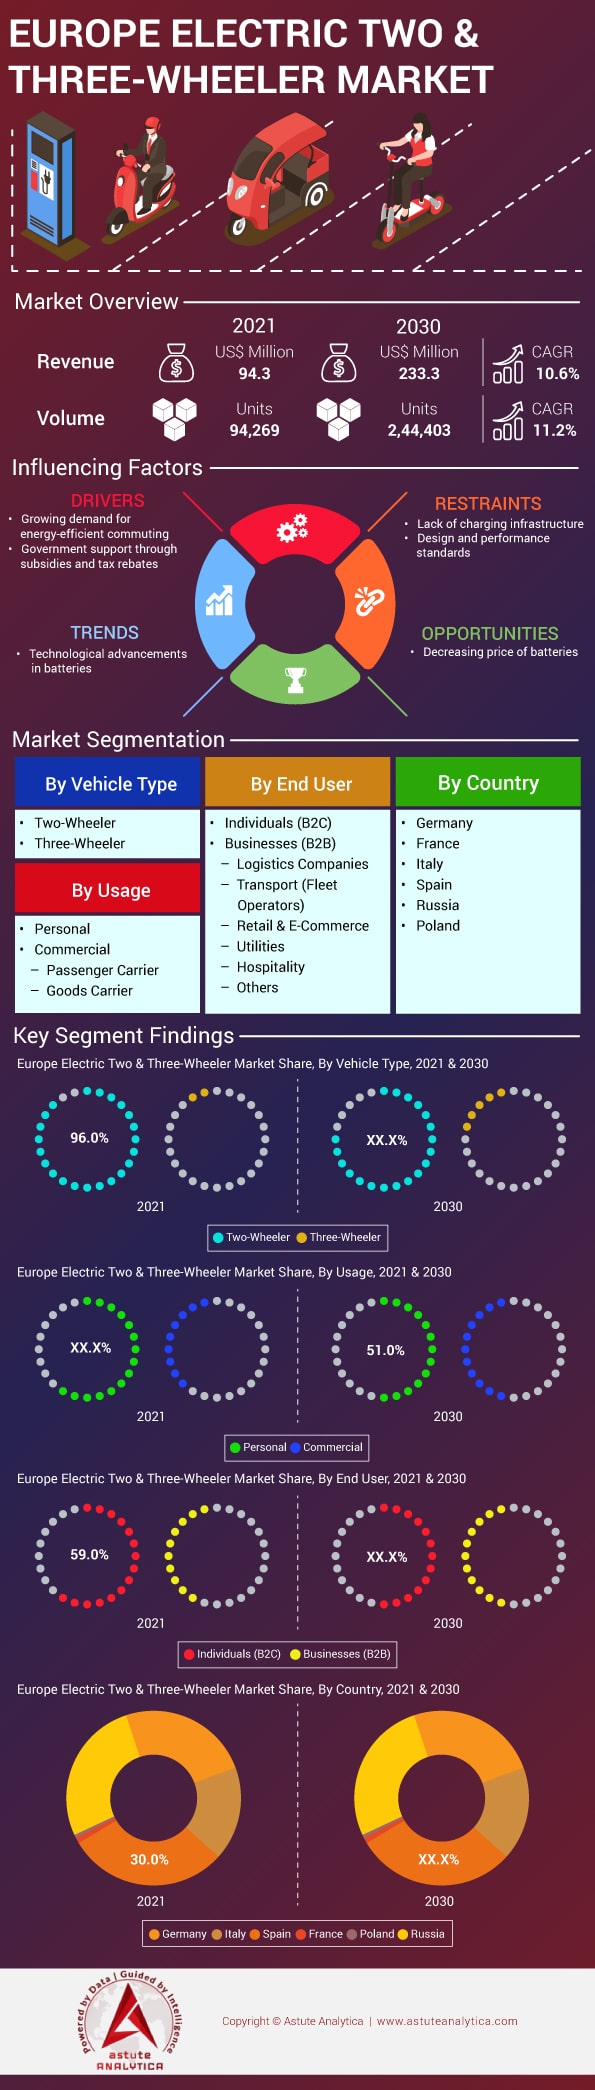 EUROPE ELECTRIC TWO &
THREE-WHEELER MARKET
Market Overview
2021
2030
Revenue
US$ Million
94.3
US$ Million
233.3
CAGR
10.6%
Volume
Units
94,269
Units
2,44,403
CAGR
11.2%
Influencing Factors
DRIVERS
• Growing demand for
energy-efficient commuting
• Government support through
subsidies and tax rebates
RESTRAINTS
• Lack of charging infrastructure
• Design and performance
standards
TRENDS
• Technological advancements
in batteries
OPPORTUNITIES
• Decreasing price of batteries
Market Segmentation
By Vehicle Type
• Two-Wheeler
• Three-Wheeler
By Usage
• Personal
• Commercial
– Passenger Carrier
– Goods Carrier
By End User
• Individuals (B2C)
• Businesses (B2B)
– Logistics Companies
– Transport (Fleet
Operators)
– Retail & E-Commerce
– Utilities
– Hospitality
– Others
By Country
• Germany
• France
• Italy
• Spain
• Russia
• Poland
Key Segment Findings
Europe Electric Two & Three-Wheeler Market Share, By Vehicle Type, 2021 & 2030
96.0%
XX.X%
2021
2030
Two-Wheeler Three-Wheeler
Europe Electric Two & Three-Wheeler Market Share, By Usage, 2021 & 2030
XX.X%
51.0%
2021
2030
Personal Commercial
Europe Electric Two & Three-Wheeler Market Share, By End User, 2021 & 2030
59.0%
XX.X%
2021
2030
Individuals (B2C) Businesses (B2B)
Europe Electric Two & Three-Wheeler Market Share, By Country, 2021 & 2030
30.0%
XX.X%
2021
2030
Germany Italy Spain France Poland Russia
Powered by Data | Guided by Intelligence
astute
ANALYTICA
Copyright © Astute Analytica | www.astuteanalytica.com